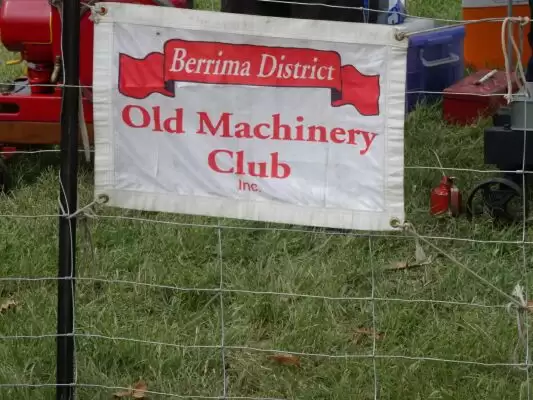 Berrima District
Old Machinery
Club
Inc.